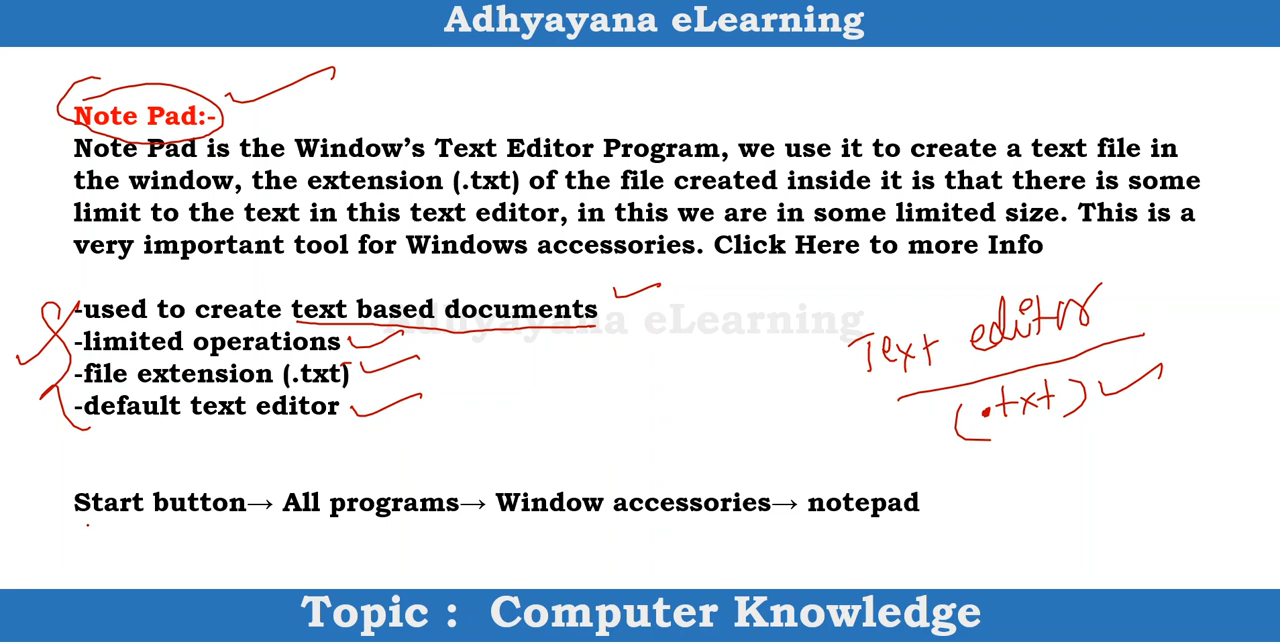 Adhyayana eLearning
Note Pad:-
Note Pad is the Window's Text Editor Program, we use it to create a text file in
the window, the extension (.txt) of the file created inside it is that there is some
limit to the text in this text editor, in this we are in some limited size. This is a
very important tool for Windows accessories. Click Here to more Info
-used to create text based documents
-limited operations
-file extension (.txt)
-default text editor
Adhyayana eLearning
Text editor
(.txt)
Start button→ All programs→ Window accessories→ notepad
Topic : Computer Knowledge